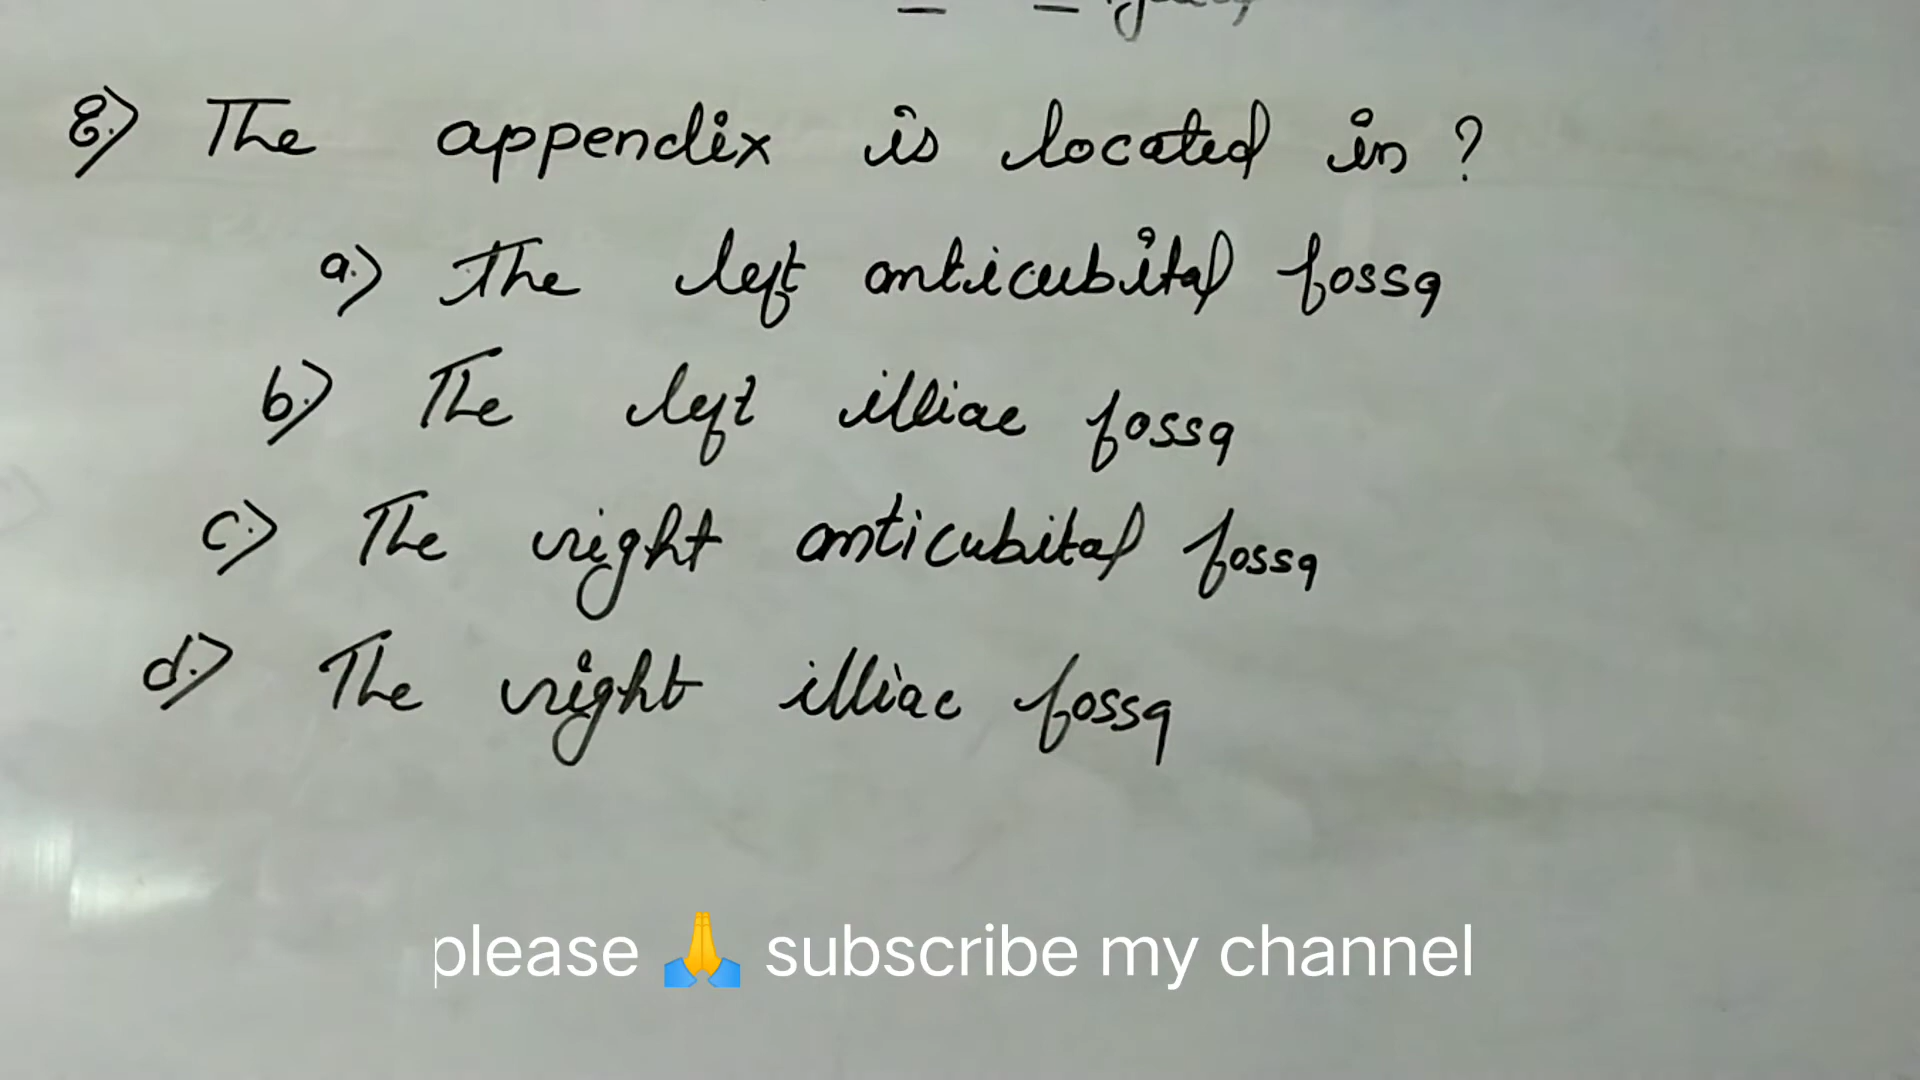 8.) The appendix is located in ?
a.) The left anticubital fossa
b.) The left illiac fossa
c.) The right anticubital fossa
d.) The right illiac fossa
please 🙏 subscribe my channel